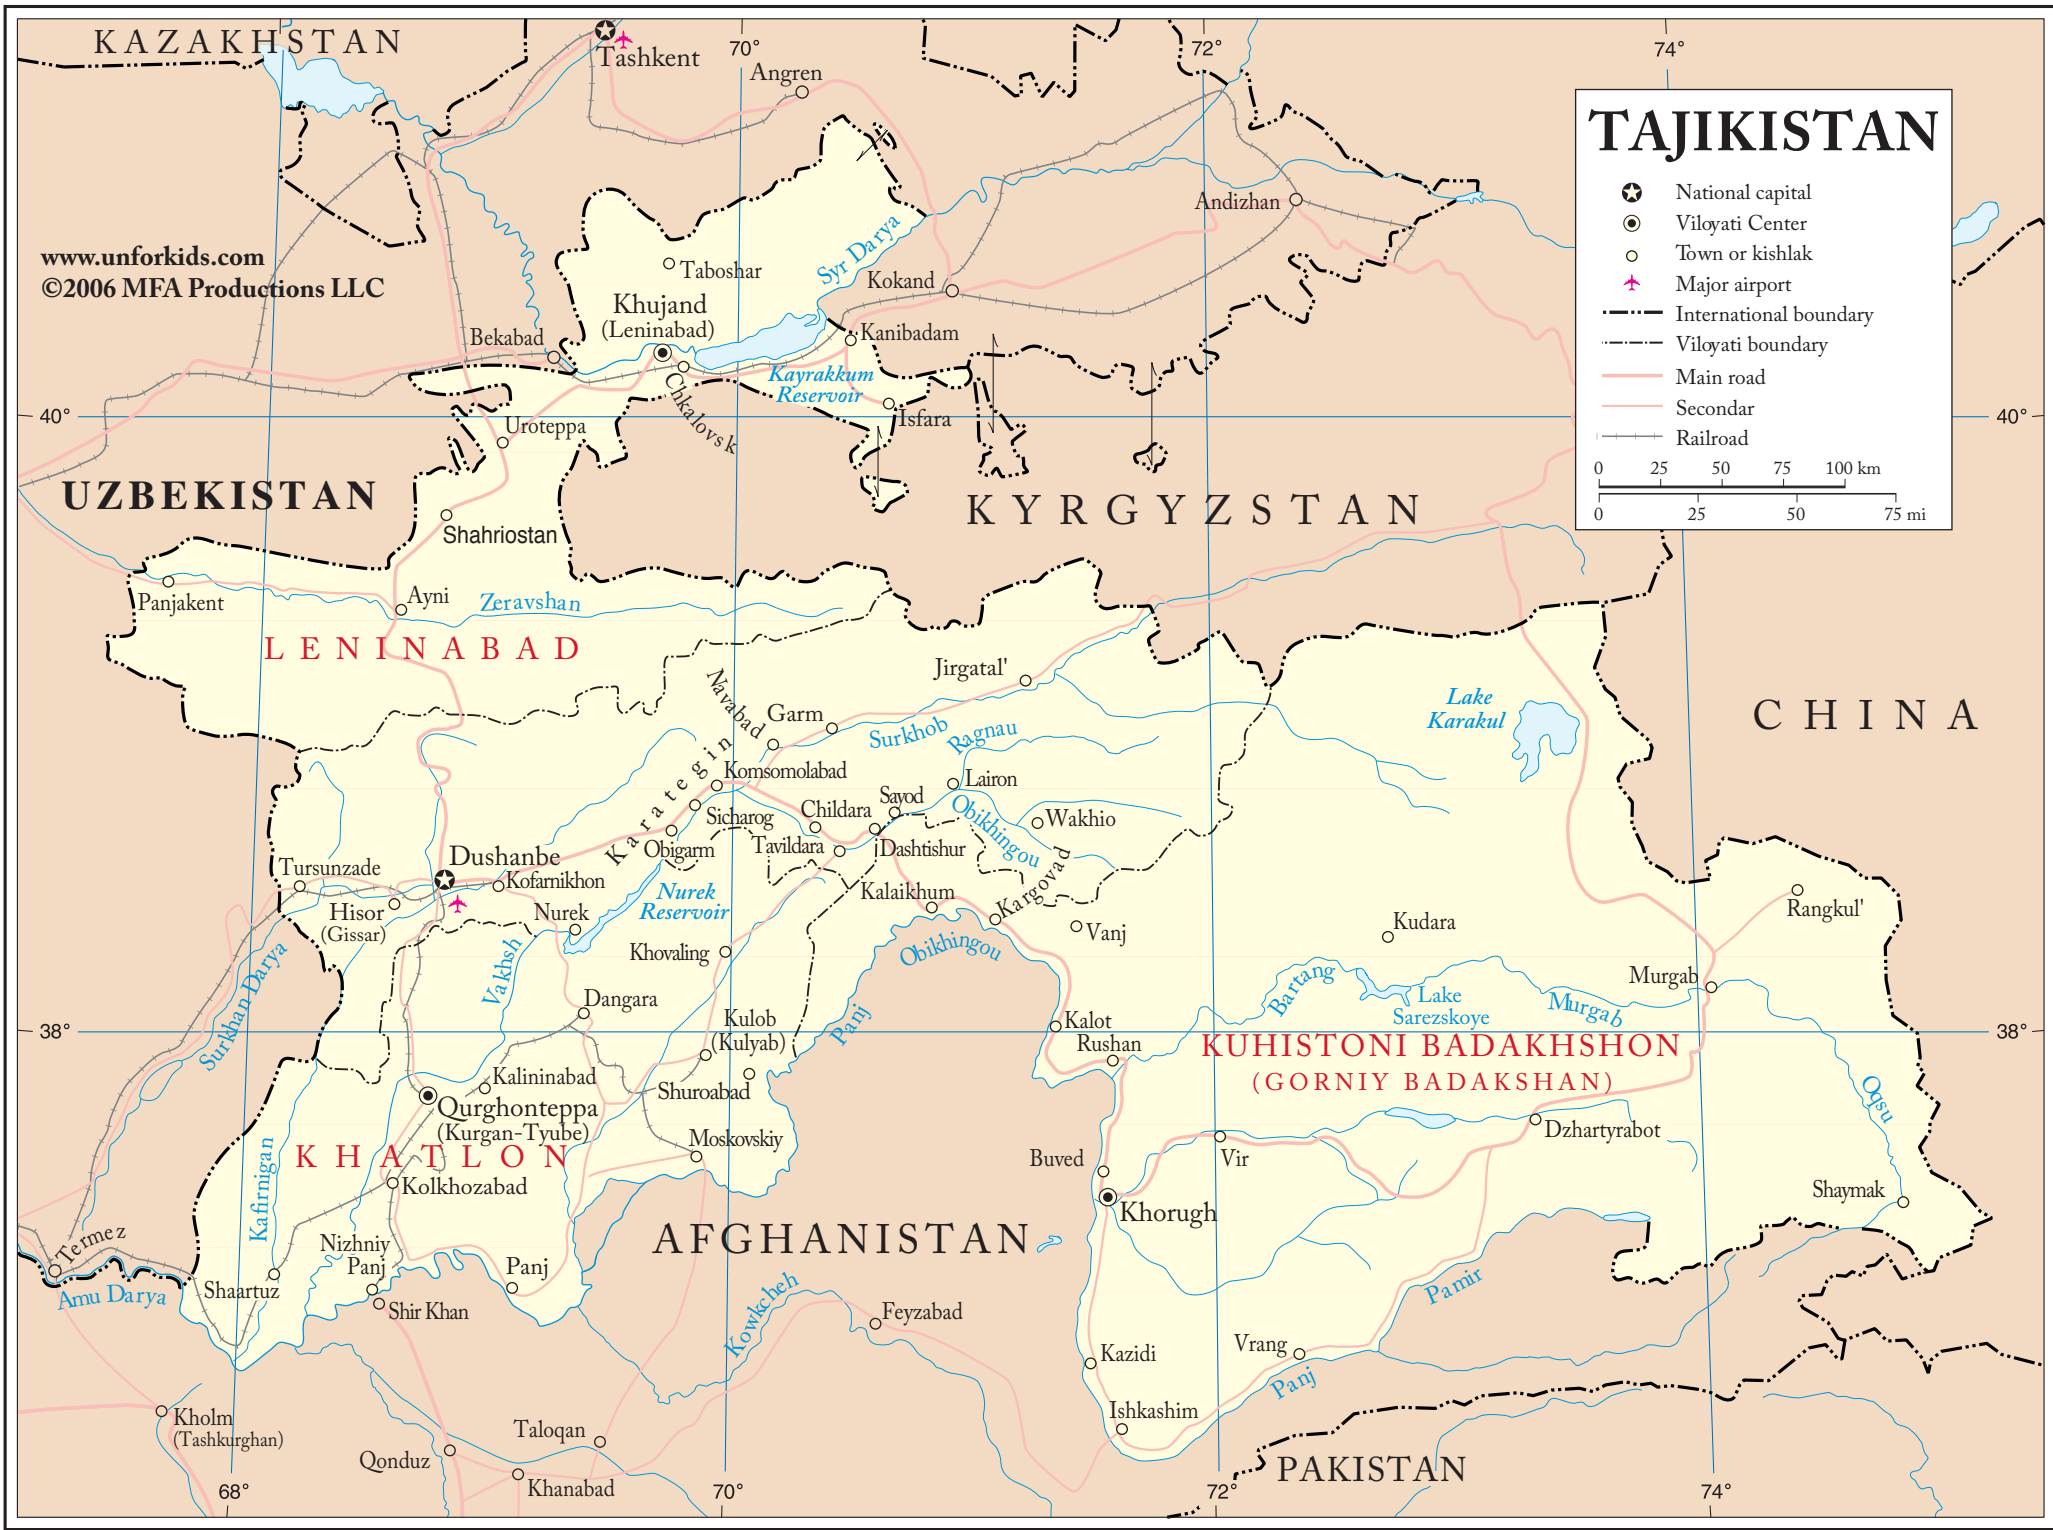 KAZAKHSTAN
Tashkent
70°
72°
74°
Angren
TAJIKISTAN
National capital
Viloyati Center
Town or kishlak
Major airport
International boundary
Viloyati boundary
Main road
Secondar
Railroad
0 25 50 75 100 km
0 25 50 75 mi
www.unforkids.com
©2006 MFA Productions LLC
Andizhan
Syr Darya
Taboshar
Kokand
Khujand
(Leninabad)
Bekabad
Kanibadam
Kayrakkum
Reservoir
Chkalovsk
Isfara
40°
40°
Uroteppa
UZBEKISTAN
KYRGYZSTAN
Shahriostan
Panjakent
Ayni
Zeravshan
LENINABAD
Jirgatal'
Navabad
Garm
Surkhob
Ragnau
Lake
Karakul
CHINA
Karategin
Komsomolabad
Lairon
Sicharog
Childara
Sayod
Obikhingou
Wakhio
Obigarm
Tavildara
Dashtishur
Tursunzade
Dushanbe
Kofarnikhon
Nurek
Reservoir
Kalaikhum
Kargovad
Rangkul'
Hisor
(Gissar)
Nurek
Khovaling
Obikhingou
Vanj
Kudara
Surkhan Darya
Vakhsh
Dangara
Panj
Bartang
Lake
Sarezskoye
Murgab
Murgab
38°
38°
Kulob
(Kulyab)
Kalot
Rushan
KUHISTONI BADAKHSHON
(GORNIY BADAKSHAN)
Oqsu
Kalininabad
Shuroabad
Qurghonteppa
(Kurgan-Tyube)
Moskovskiy
KHATLON
Kolkhozabad
Kafirnigan
Buved
Vir
Dzhartyrabot
Khorugh
Shaymak
AFGHANISTAN
Termez
Nizhniy
Panj
Panj
Shaartuz
Amu Darya
Shir Khan
Kowkcheh
Feyzabad
Pamir
Kazidi
Vrang
Panj
Ishkashim
Kholm
(Tashkurghan)
Taloqan
Qonduz
Khanabad
PAKISTAN
68°
70°
72°
74°